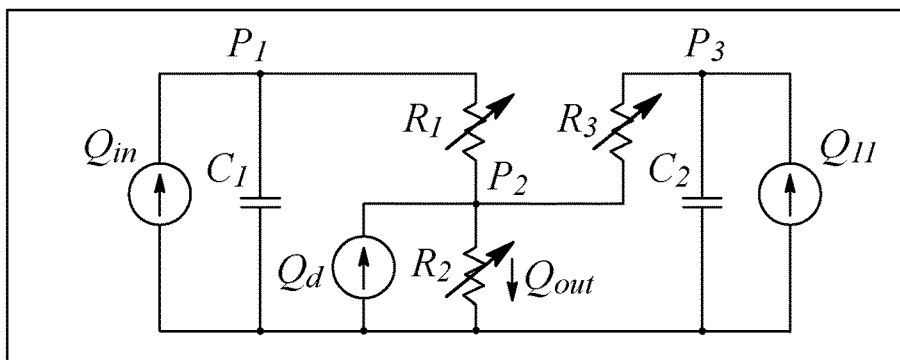 P1 P3
R1 R3
Qin C1 C2 Q11
P2
Qd R2 Qout